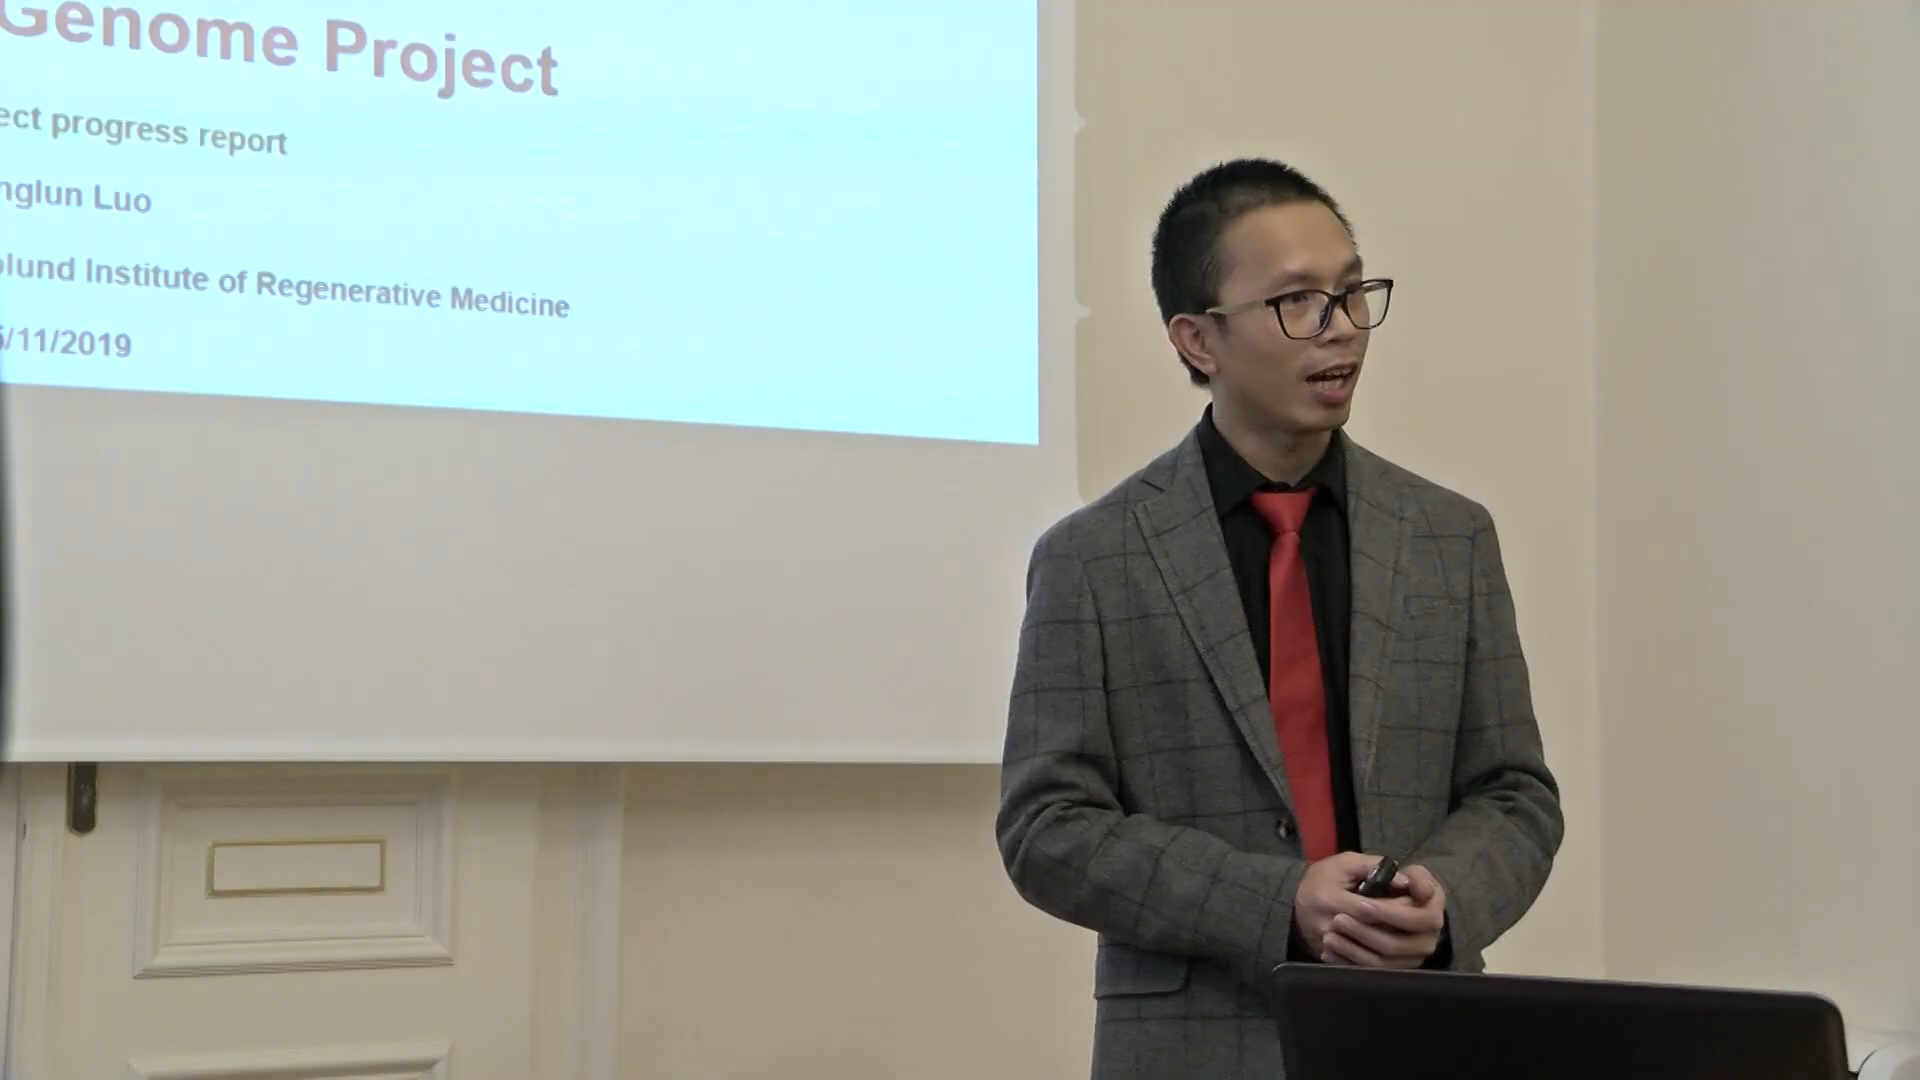 Genome Project
ect progress report
nglun Luo
olund Institute of Regenerative Medicine
5/11/2019